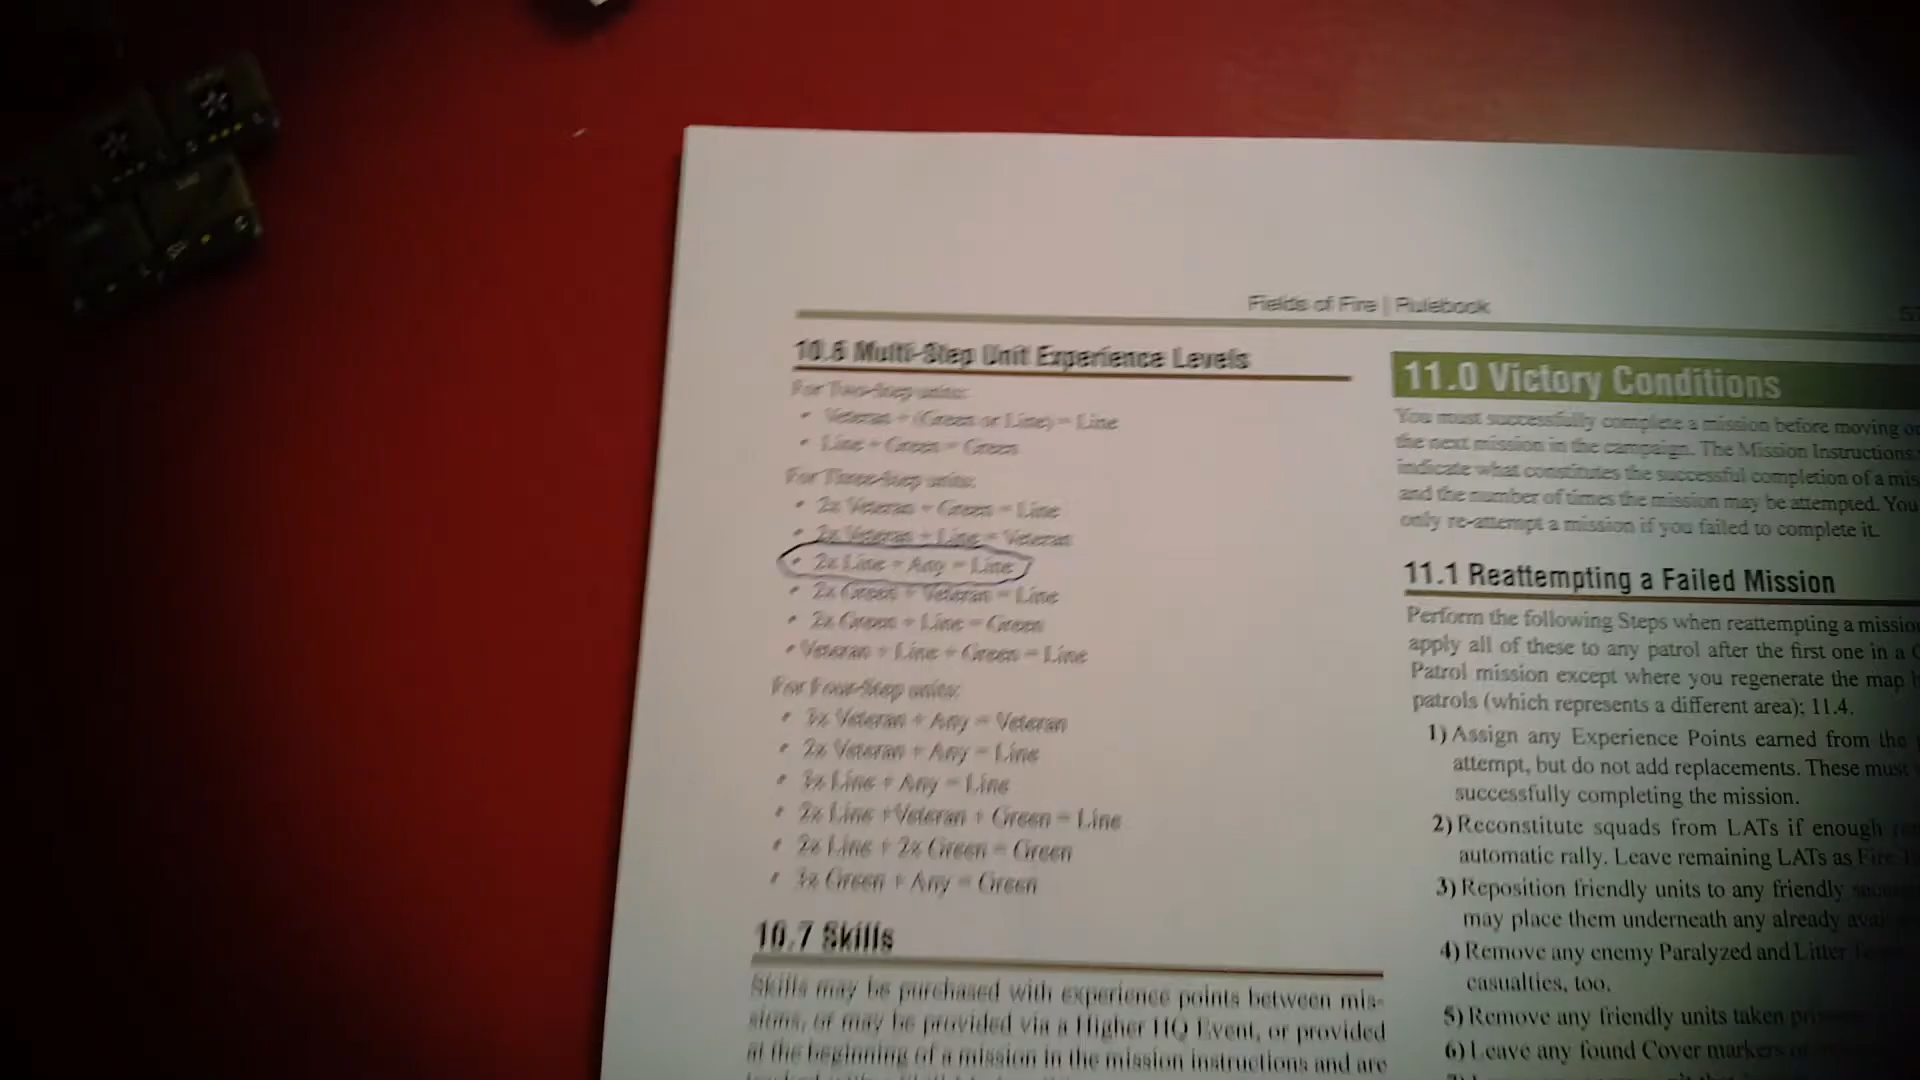 Fields of Fire | Rulebook
10.6 Multi-Step Unit Experience Levels
For Two-Step units:
• Veteran + (Green or Line) = Line
• Line + Green = Green
For Three-Step units:
• 2x Veteran + Green = Line
• 2x Veteran + Line = Veteran
• 2x Line + Any = Line
• 2x Green + Veteran = Line
• 2x Green + Line = Green
• Veteran + Line + Green = Line
For Four-Step units:
• 3x Veteran + Any = Veteran
• 2x Veteran + Any = Line
• 3x Line + Any = Line
• 2x Line +Veteran + Green = Line
• 2x Line + 2x Green = Green
• 3x Green + Any = Green
10.7 Skills
Skills may be purchased with experience points between mis-
sions, or may be provided via a Higher HQ Event, or provided
at the beginning of a mission in the mission instructions and are
11.0 Victory Conditions
You must successfully complete a mission before moving
the next mission in the campaign. The Mission Instructions
indicate what constitutes the successful completion of a
and the number of times the mission may be attempted. You
only re-attempt a mission if you failed to complete it.
11.1 Reattempting a Failed Mission
Perform the following Steps when reattempting a
apply all of these to any patrol after the first one in a
Patrol mission except where you regenerate the map
patrols (which represents a different area); 11.4.
1) Assign any Experience Points earned from the
attempt, but do not add replacements. These must
successfully completing the mission.
2) Reconstitute squads from LATs if enough
automatic rally. Leave remaining LATs as Fire
3) Reposition friendly units to any friendly
may place them underneath any already
4) Remove any enemy Paralyzed and Litter
casualties, too.
5) Remove any friendly units taken
6) Leave any found Cover markers